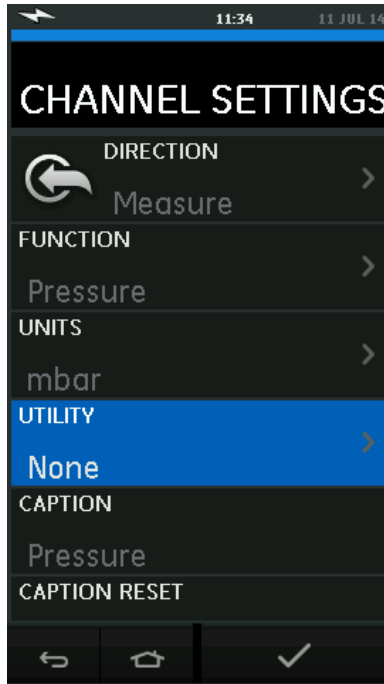 11:34 11 JUL 14
CHANNEL SETTINGS
DIRECTION
Measure
FUNCTION
Pressure
UNITS
mbar
UTILITY
None
CAPTION
Pressure
CAPTION RESET